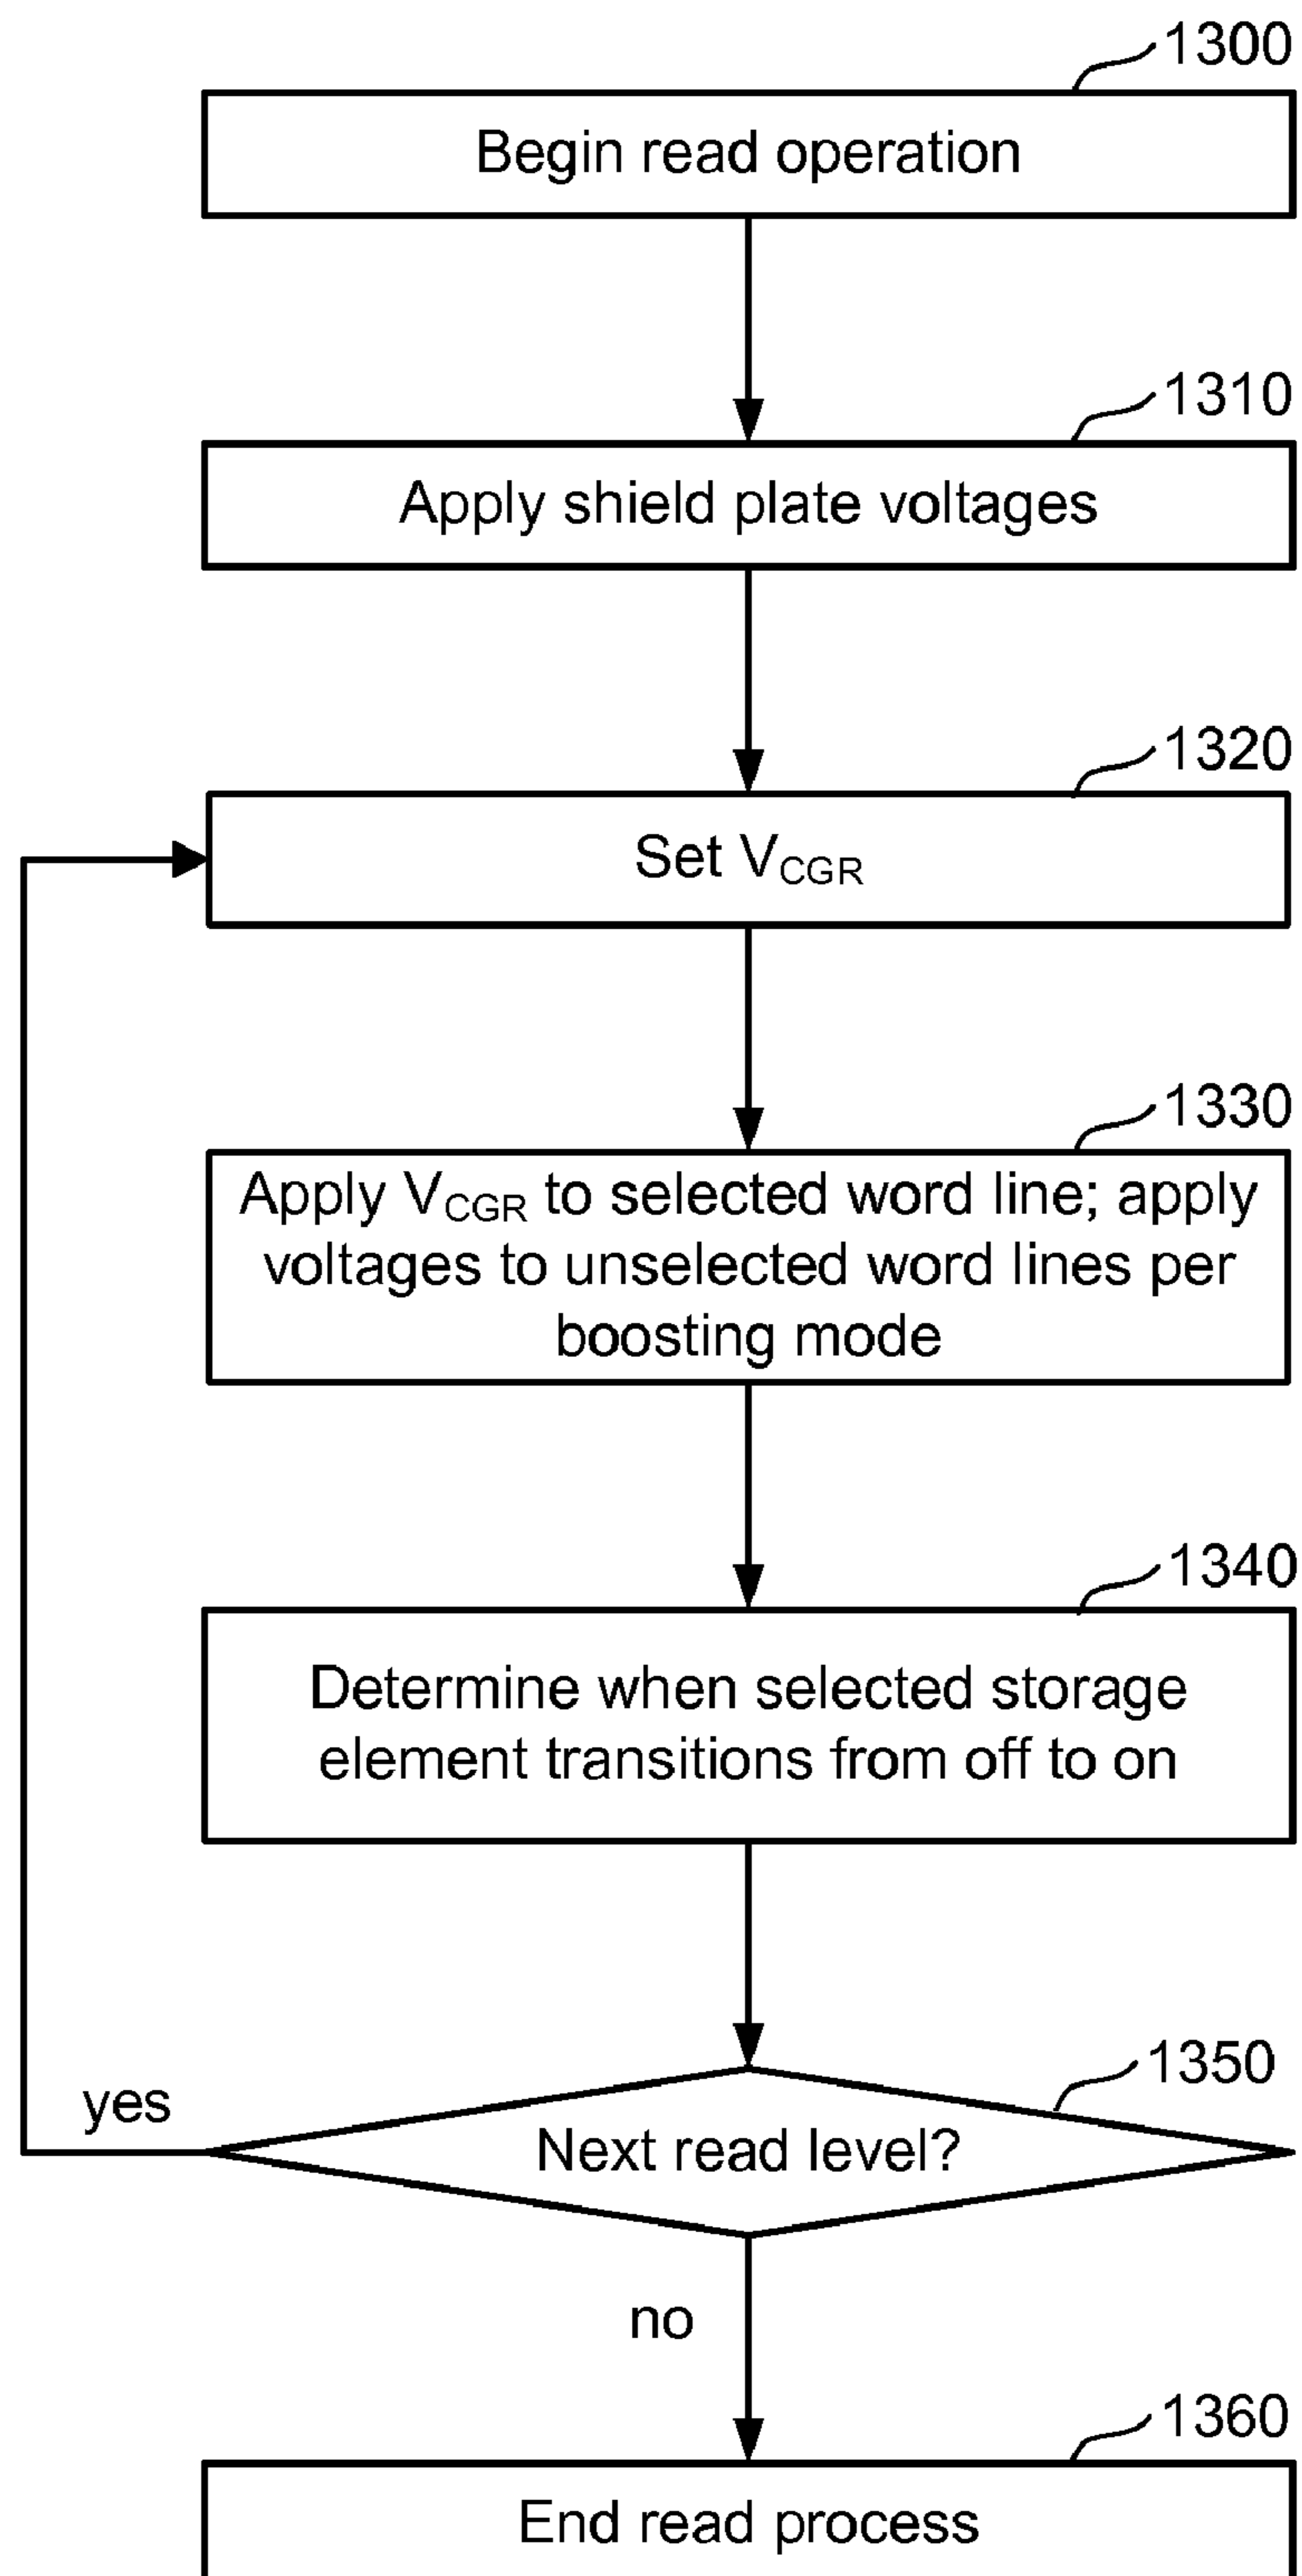 1300
Begin read operation
1310
Apply shield plate voltages
1320
Set VCGR
1330
Apply VCGR to selected word line; apply
voltages to unselected word lines per
boosting mode
1340
Determine when selected storage
element transitions from off to on
1350
yes
Next read level?
no
1360
End read process